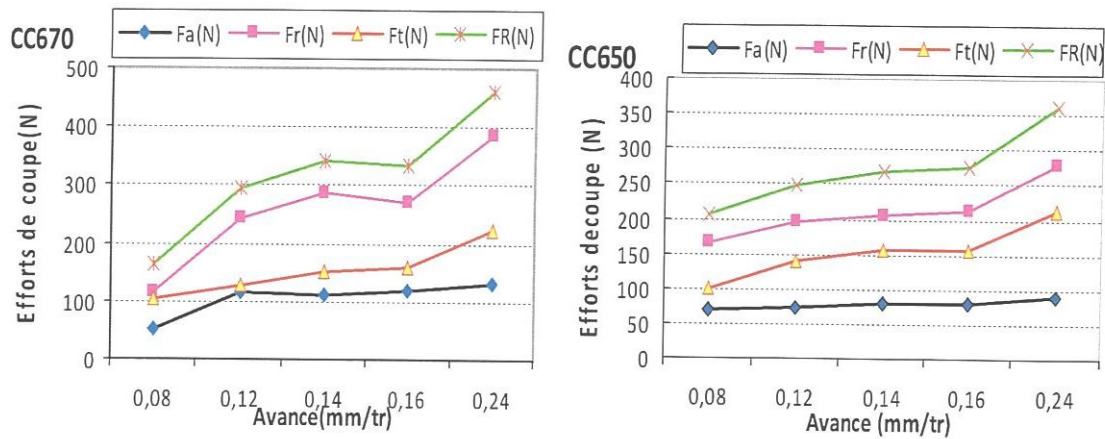 CC670
Fa(N) Fr(N) Ft(N) FR(N)
Efforts de coupe(N)
500
400
300
200
100
0
0,08 0,12 0,14 0,16 0,24
Avance(mm/tr)
CC650
Fa(N) Fr(N) Ft(N) FR(N)
Efforts decoupe (N)
400
350
300
250
200
150
100
50
0
0,08 0,12 0,14 0,16 0,24
Avance (mm/tr)